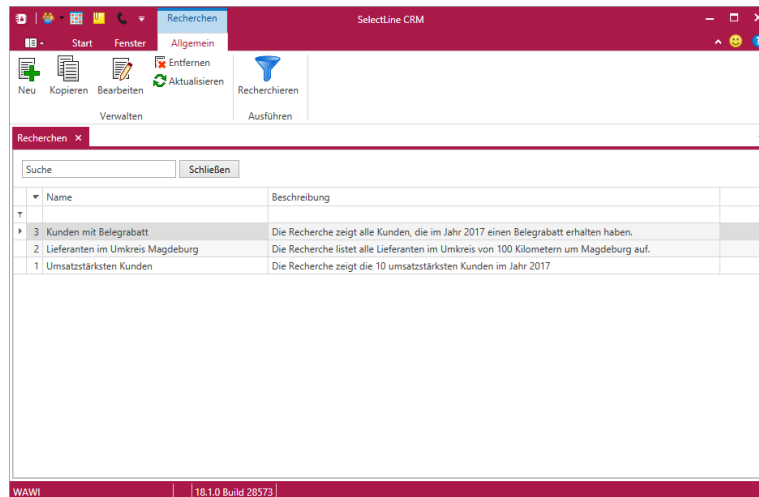 Recherchen
SelectLine CRM
Start Fenster Allgemein
Neu Kopieren Bearbeiten Entfernen Aktualisieren Recherchieren
Verwalten Ausführen
Recherchen
Suche Schließen
Name Beschreibung
3 Kunden mit Belegrabatt Die Recherche zeigt alle Kunden, die im Jahr 2017 einen Belegrabatt erhalten haben.
2 Lieferanten im Umkreis Magdeburg Die Recherche listet alle Lieferanten im Umkreis von 100 Kilometern um Magdeburg auf.
1 Umsatzstärksten Kunden Die Recherche zeigt die 10 umsatzstärksten Kunden im Jahr 2017
WAWI 18.1.0 Build 28573